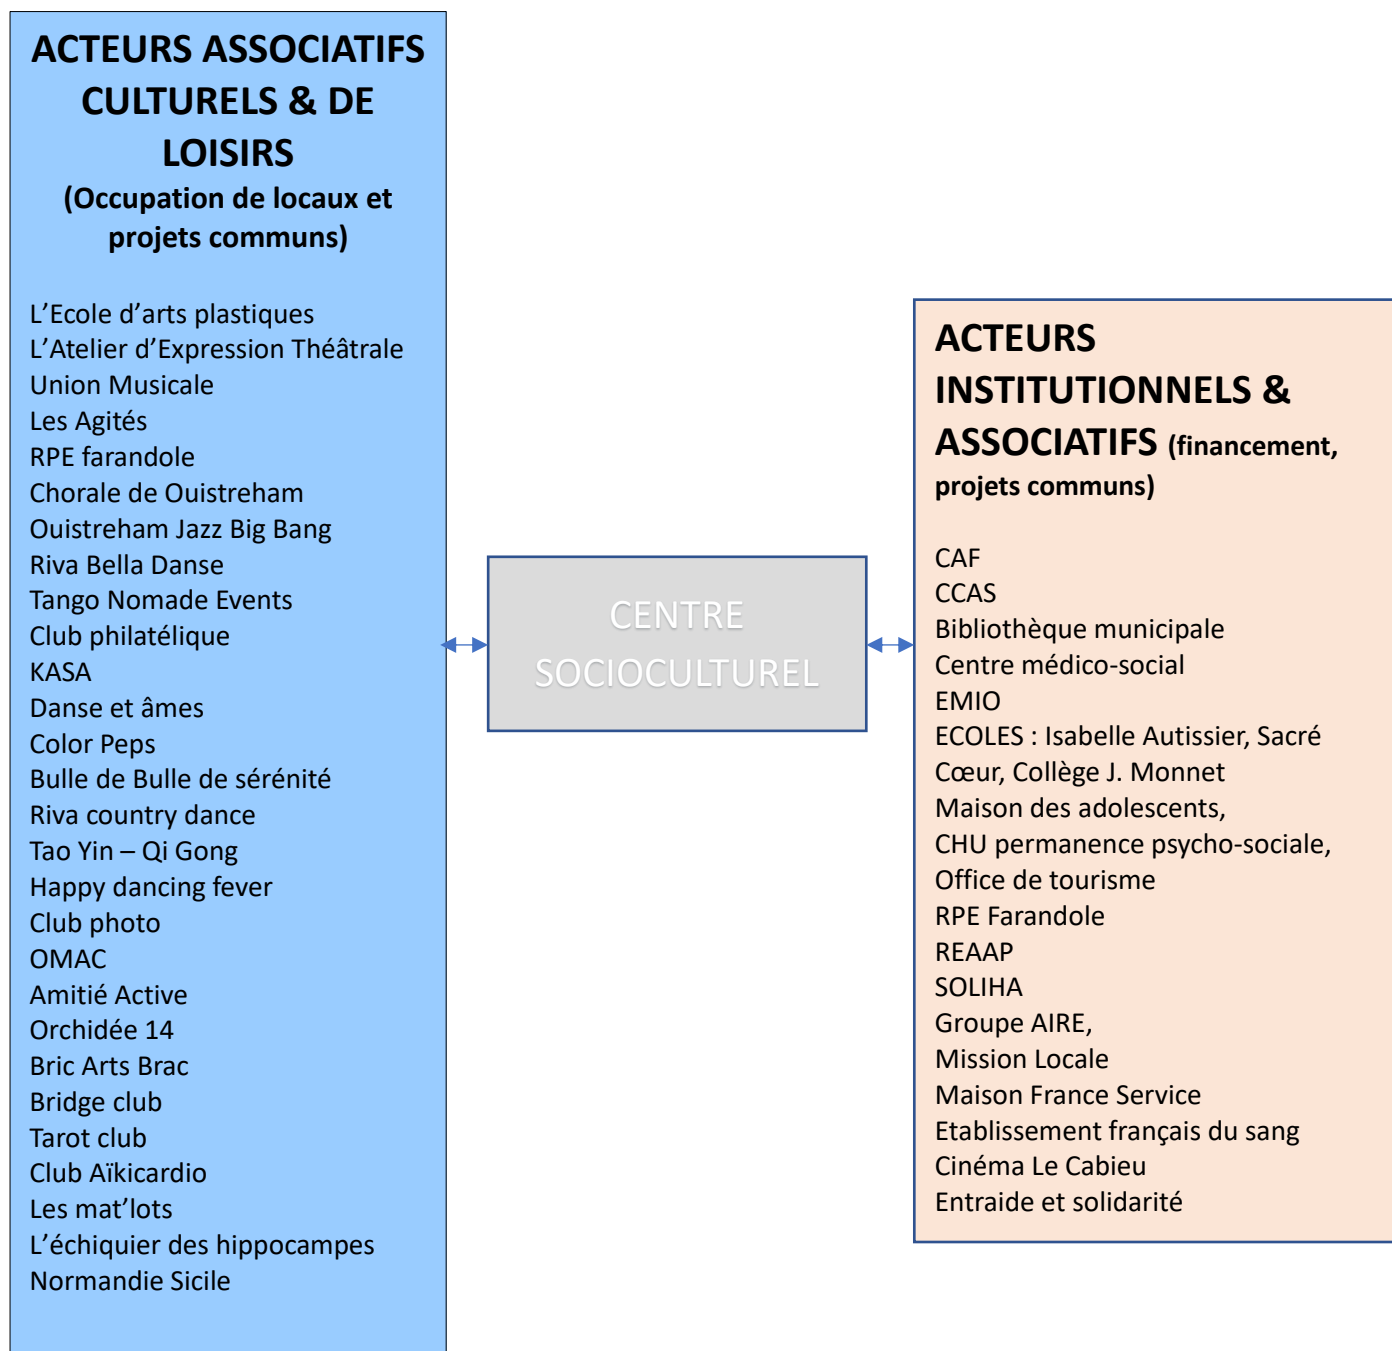 ACTEURS ASSOCIATIFS
CULTURELS & DE
LOISIRS
(Occupation de locaux et
projets communs)
L’Ecole d’arts plastiques
L’Atelier d’Expression Théâtrale
Union Musicale
Les Agités
RPE farandole
Chorale de Ouistreham
Ouistreham Jazz Big Bang
Riva Bella Danse
Tango Nomade Events
Club philatélique
KASA
Danse et âmes
Color Peps
Bulle de Bulle de sérénité
Riva country dance
Tao Yin – Qi Gong
Happy dancing fever
Club photo
OMAC
Amitié Active
Orchidée 14
Bric Arts Brac
Bridge club
Tarot club
Club Aïkicardio
Les mat’lots
L’échiquier des hippocampes
Normandie Sicile
CENTRE
SOCIOCULTUREL
ACTEURS
INSTITUTIONNELS &
ASSOCIATIFS (financement,
projets communs)
CAF
CCAS
Bibliothèque municipale
Centre médico-social
EMIO
ECOLES : Isabelle Autissier, Sacré
Cœur, Collège J. Monnet
Maison des adolescents,
CHU permanence psycho-sociale,
Office de tourisme
RPE Farandole
REAAP
SOLIHA
Groupe AIRE,
Mission Locale
Maison France Service
Etablissement français du sang
Cinéma Le Cabieu
Entraide et solidarité